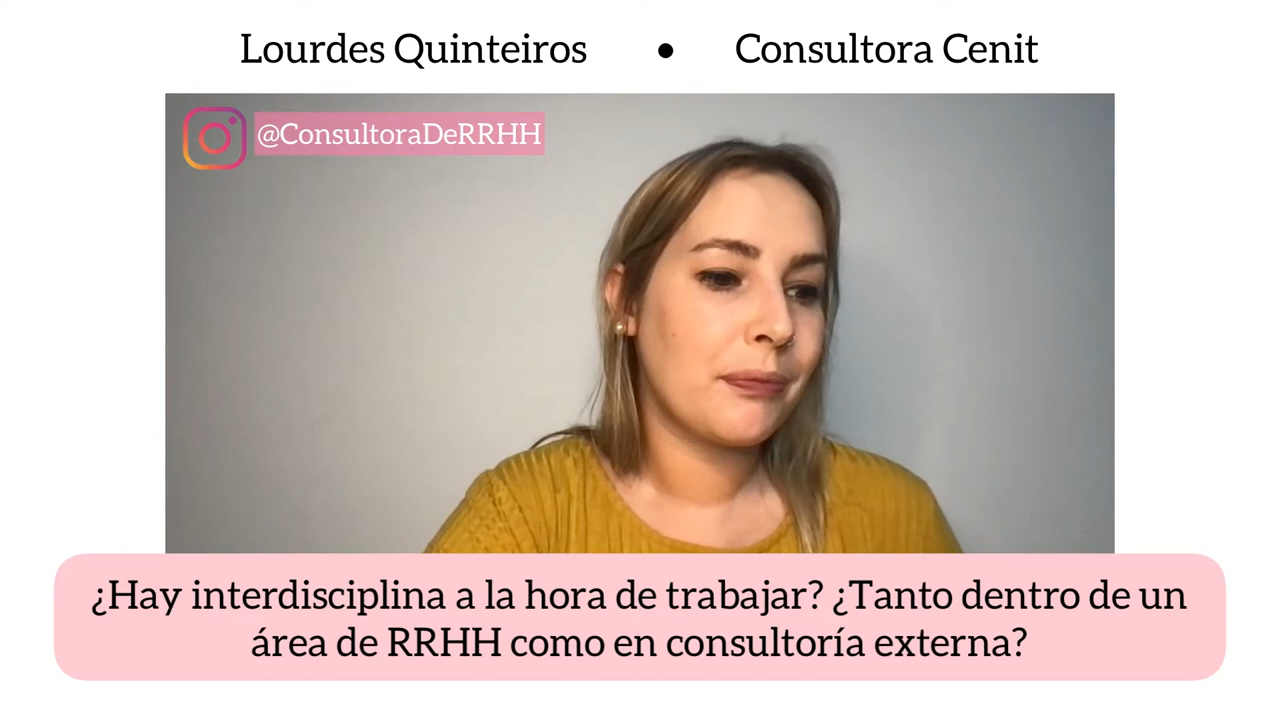 Lourdes Quinteiros • Consultora Cenit
@ConsultoraDeRRHH
¿Hay interdisciplina a la hora de trabajar? ¿Tanto dentro de un
área de RRHH como en consultoría externa?